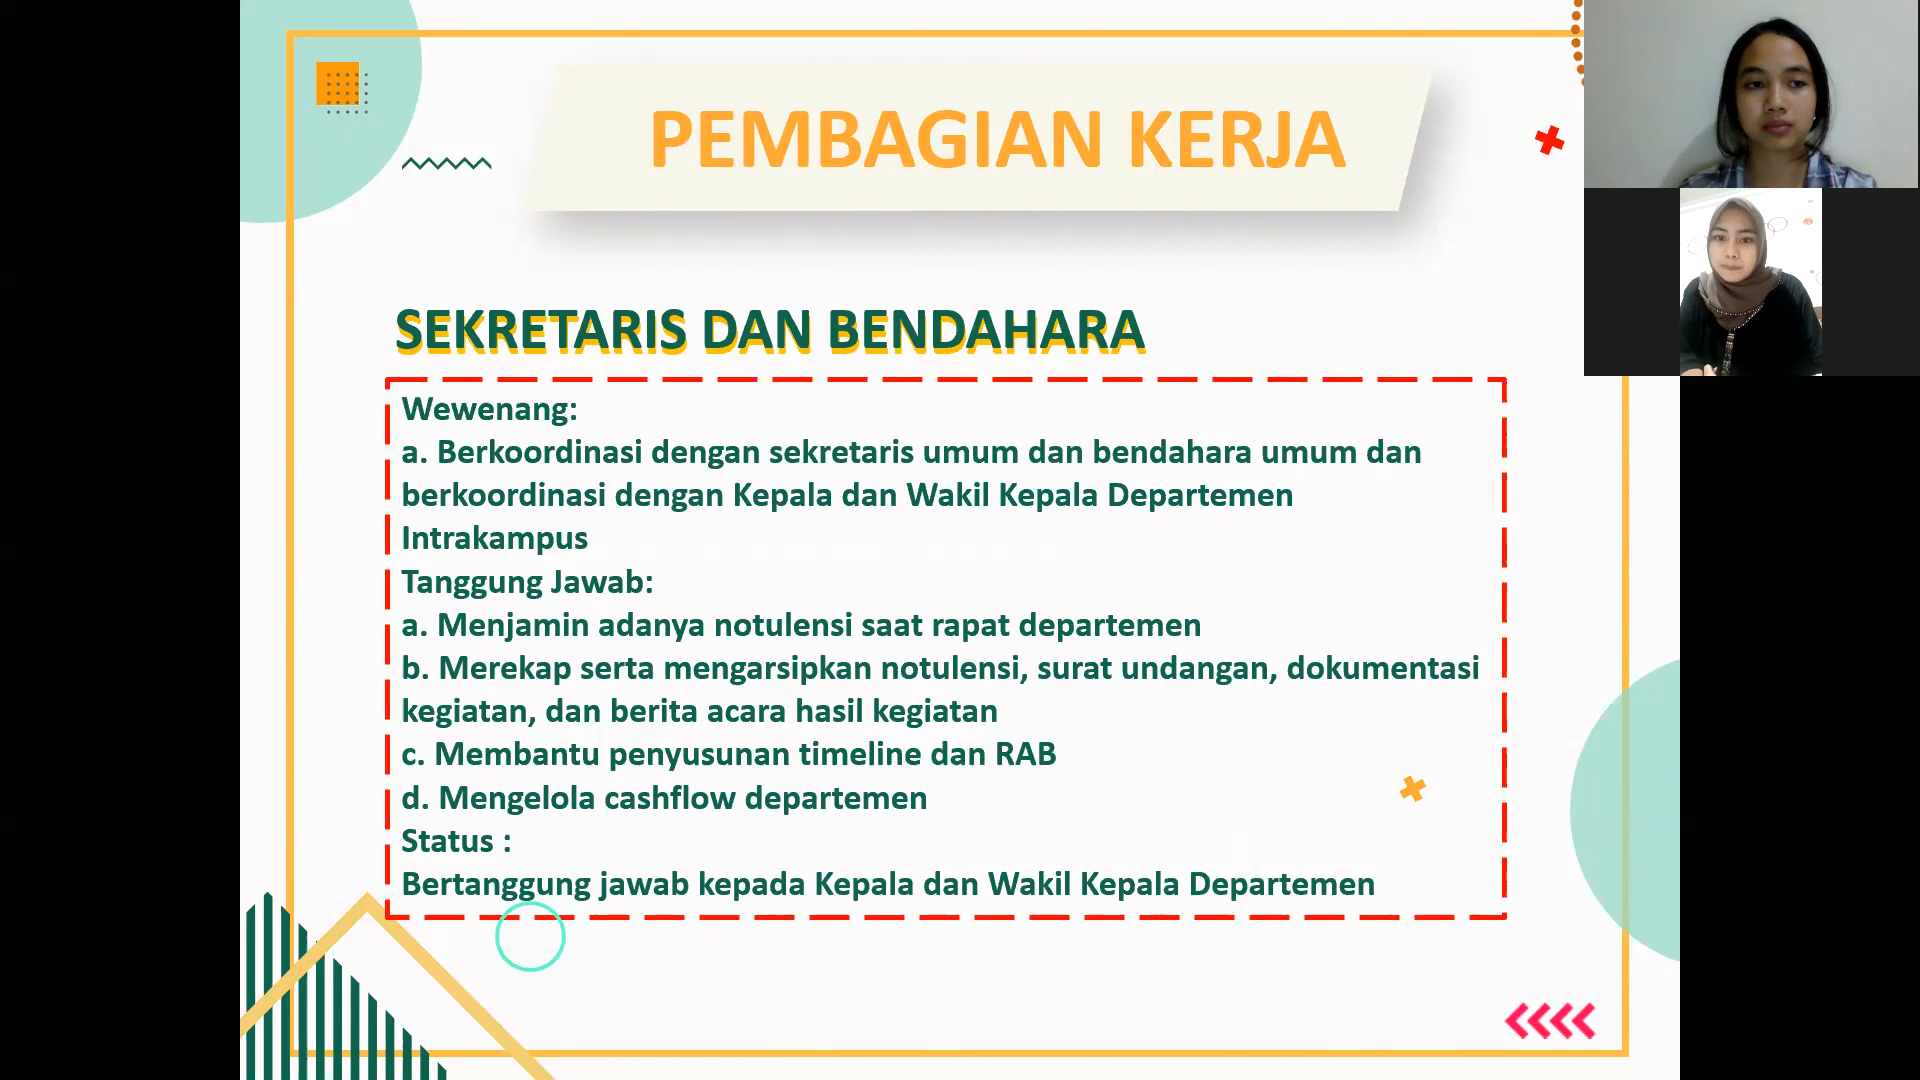 PEMBAGIAN KERJA
SEKRETARIS DAN BENDAHARA
Wewenang:
a. Berkoordinasi dengan sekretaris umum dan bendahara umum dan
berkoordinasi dengan Kepala dan Wakil Kepala Departemen
Intrakampus
Tanggung Jawab:
a. Menjamin adanya notulensi saat rapat departemen
b. Merekap serta mengarsipkan notulensi, surat undangan, dokumentasi
kegiatan, dan berita acara hasil kegiatan
c. Membantu penyusunan timeline dan RAB
d. Mengelola cashflow departemen
Status :
Bertanggung jawab kepada Kepala dan Wakil Kepala Departemen